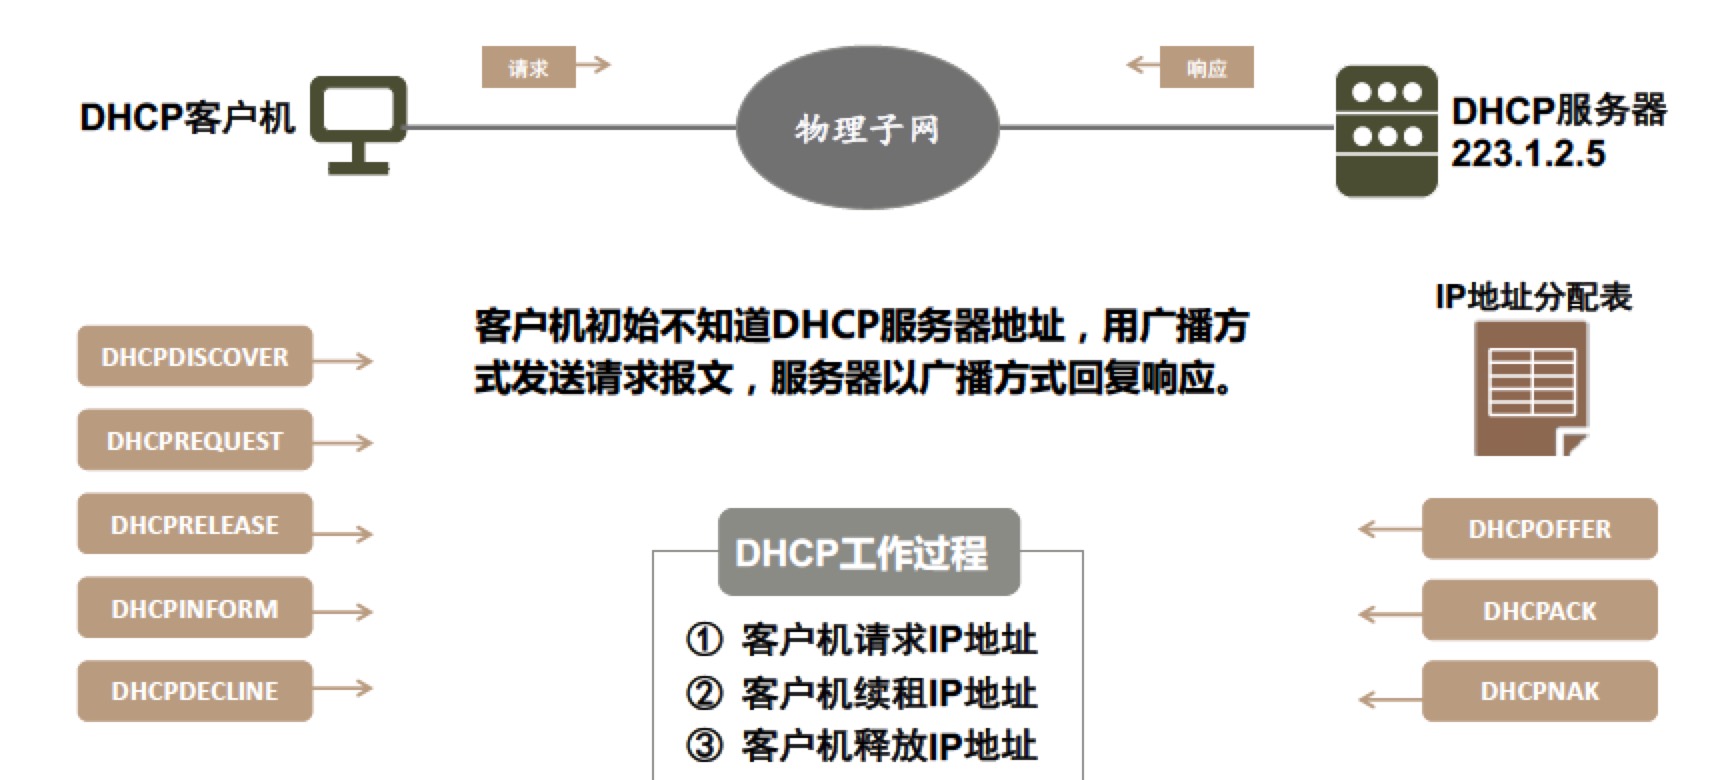 请求
响应
DHCP客户机
物理子网
DHCP服务器
223.1.2.5
客户机初始不知道DHCP服务器地址，用广播方
式发送请求报文，服务器以广播方式回复响应。
IP地址分配表
DHCPDISCOVER
DHCPREQUEST
DHCPRELEASE
DHCPINFORM
DHCPDECLINE
DHCP工作过程
① 客户机请求IP地址
② 客户机续租IP地址
③ 客户机释放IP地址
DHCPOFFER
DHCPACK
DHCPNAK